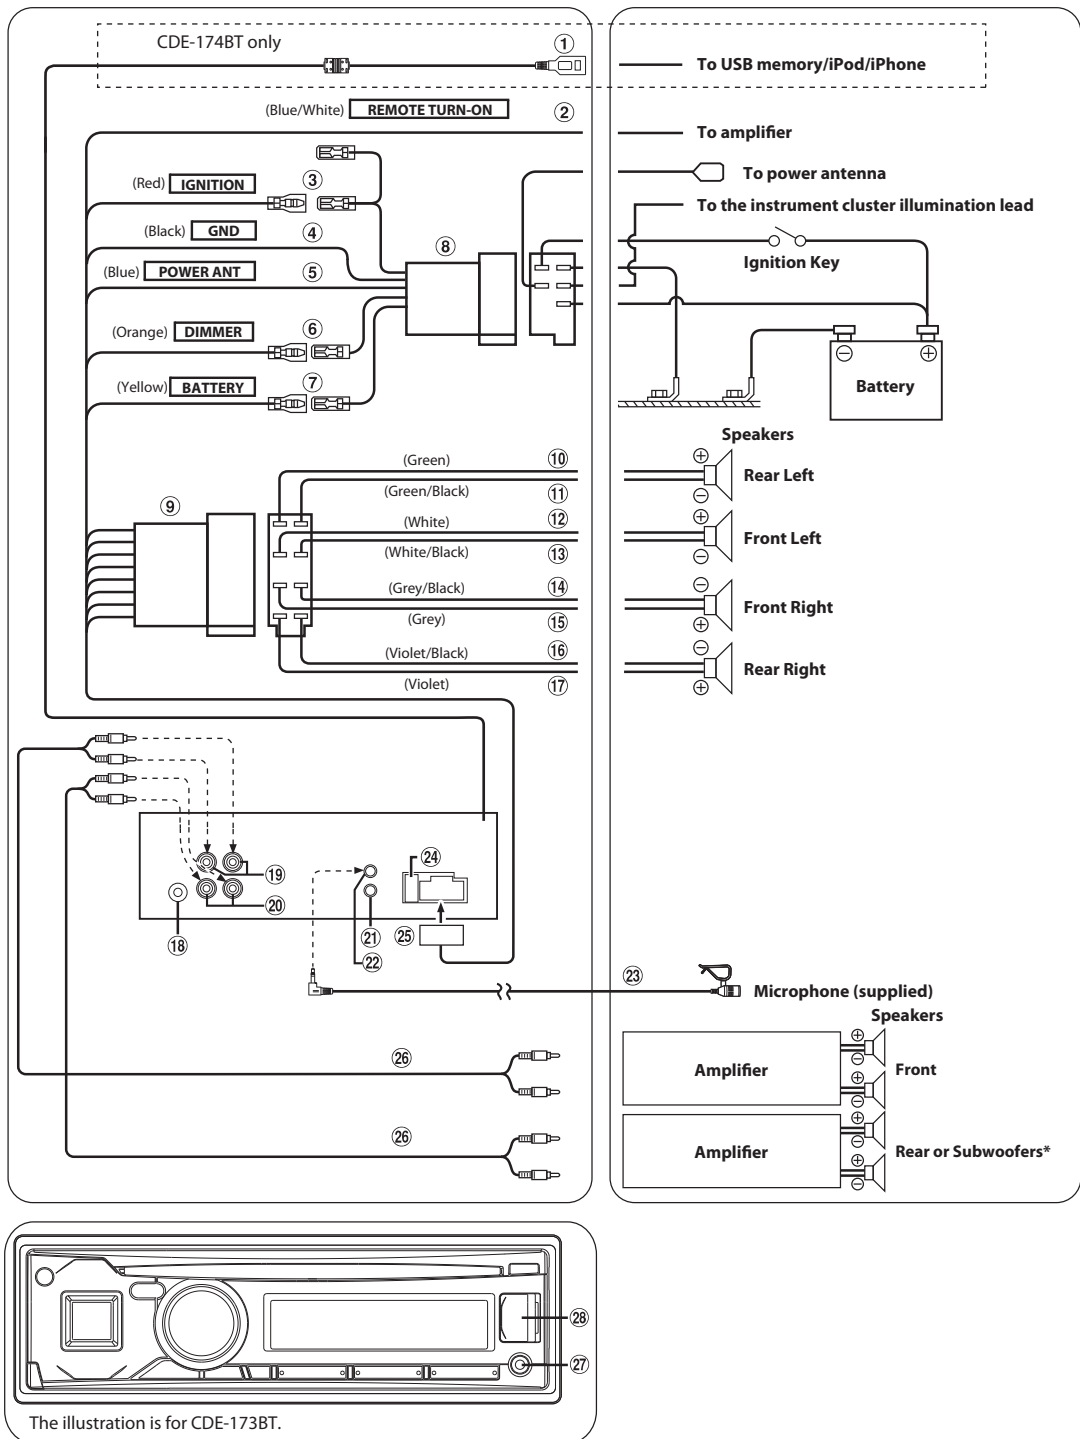 CDE-174BT only
①
To USB memory/iPod/iPhone
(Blue/White) REMOTE TURN-ON ②
To amplifier
To power antenna
(Red) IGNITION ③
To the instrument cluster illumination lead
(Black) GND ④ ⑧
Ignition Key
(Blue) POWER ANT ⑤
(Orange) DIMMER ⑥
(Yellow) BATTERY ⑦
⊖ ⊕
Battery
Speakers
(Green) ⑩ ⊕
Rear Left
(Green/Black) ⑪ ⊖
⑨
(White) ⑫ ⊕
Front Left
(White/Black) ⑬ ⊖
(Grey/Black) ⑭ ⊖
Front Right
(Grey) ⑮ ⊕
(Violet/Black) ⑯ ⊖
Rear Right
(Violet) ⑰ ⊕
⑲ ㉔
⑳
⑱ ㉑ ㉕
㉒
㉓
Microphone (supplied)
Speakers
㉖
Amplifier
⊕
⊖
⊕
⊖
Front
㉖
Amplifier
⊕
⊖
⊕
⊖
Rear or Subwoofers*
㉘
㉗
The illustration is for CDE-173BT.